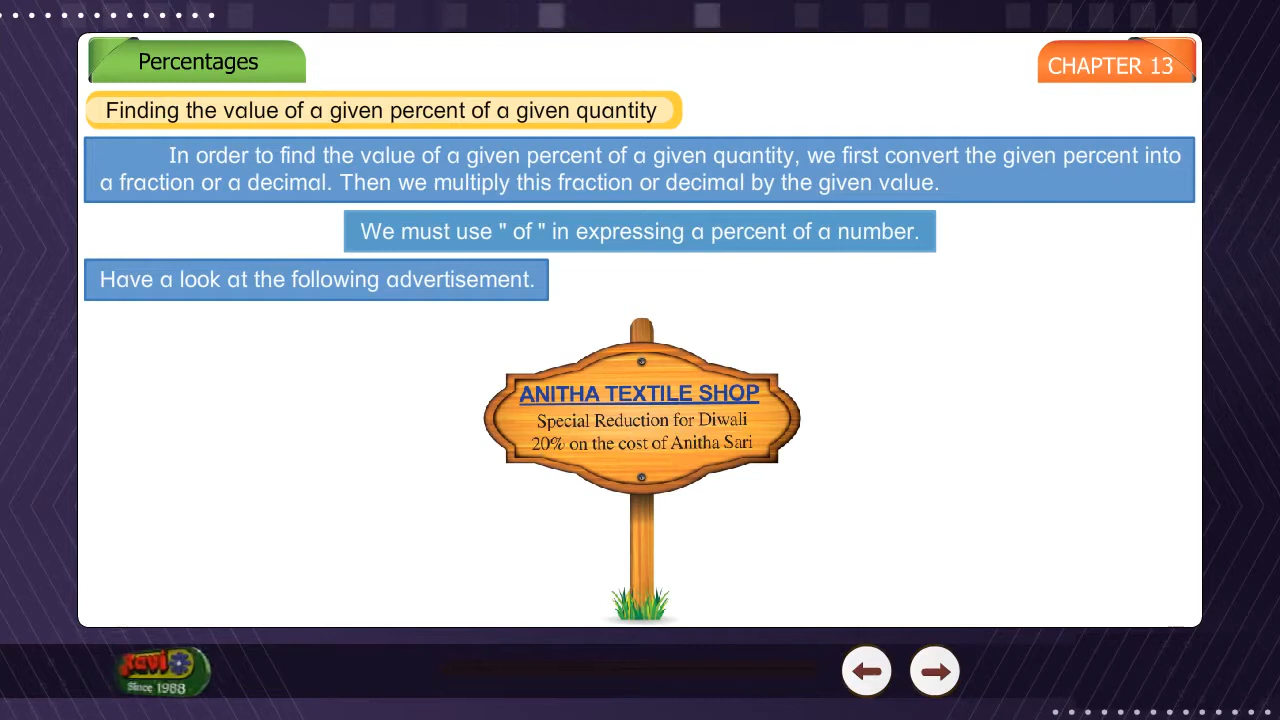 Percentages
CHAPTER 13
Finding the value of a given percent of a given quantity
In order to find the value of a given percent of a given quantity, we first convert the given percent into
a fraction or a decimal. Then we multiply this fraction or decimal by the given value.
We must use " of " in expressing a percent of a number.
Have a look at the following advertisement.
ANITHA TEXTILE SHOP
Special Reduction for Diwali
20% on the cost of Anitha Sari
Ravi
Since 1988